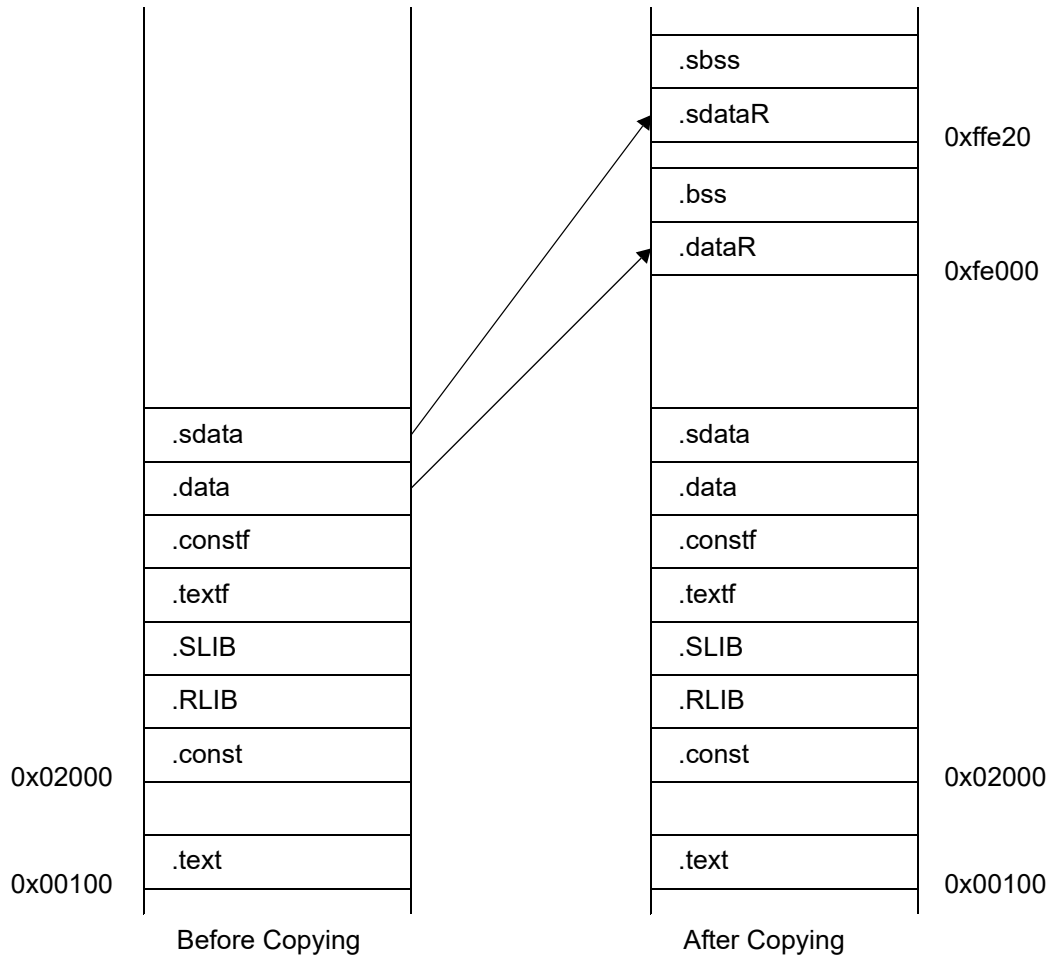 .sbss
.sdataR
0xffe20
.bss
.dataR
0xfe000
.sdata .sdata
.data .data
.constf .constf
.textf .textf
.SLIB .SLIB
.RLIB .RLIB
.const .const
0x02000 0x02000
.text .text
0x00100 0x00100
Before Copying After Copying